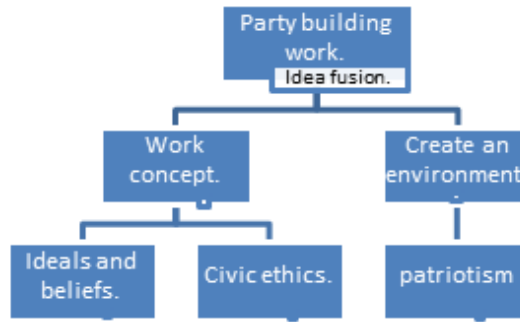 Party building
work.
Idea fusion.
Work
concept.
Create an
environment
Ideals and
beliefs.
Civic ethics.
patriotism